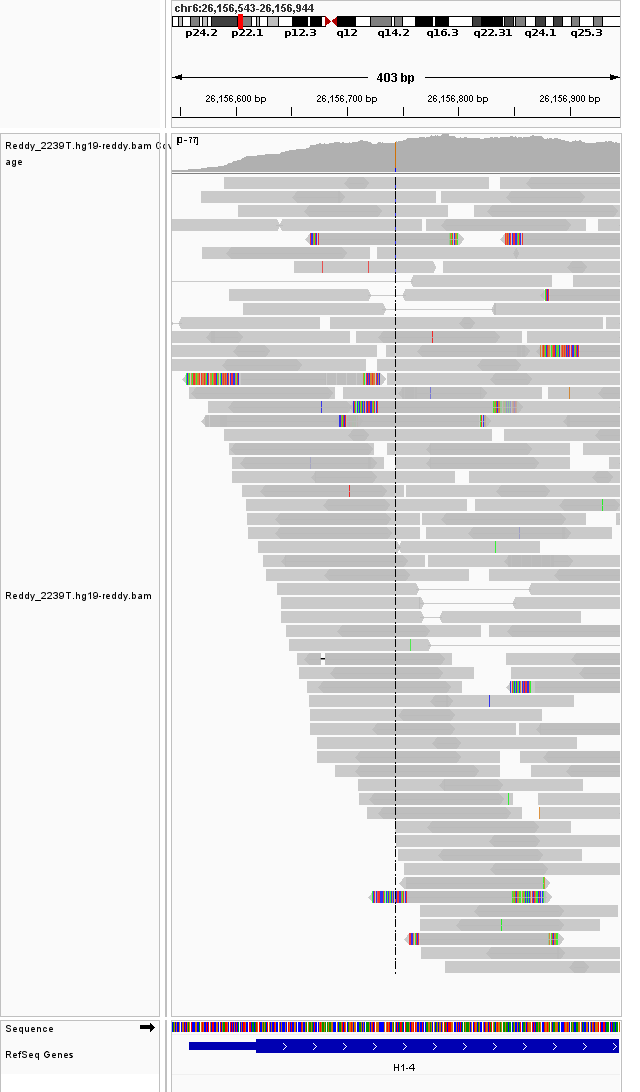 chr6:26,156,543-26,156,944
p24.2 p22.1 p12.3 q12 q14.2 q16.3 q22.31 q24.1 q25.3
403 bp
26,156,600 bp 26,156,700 bp 26,156,800 bp 26,156,900 bp
Reddy_2239T.hg19-reddy.bam Cov
age
[0 - 77]
Reddy_2239T.hg19-reddy.bam
Sequence
RefSeq Genes
H1-4